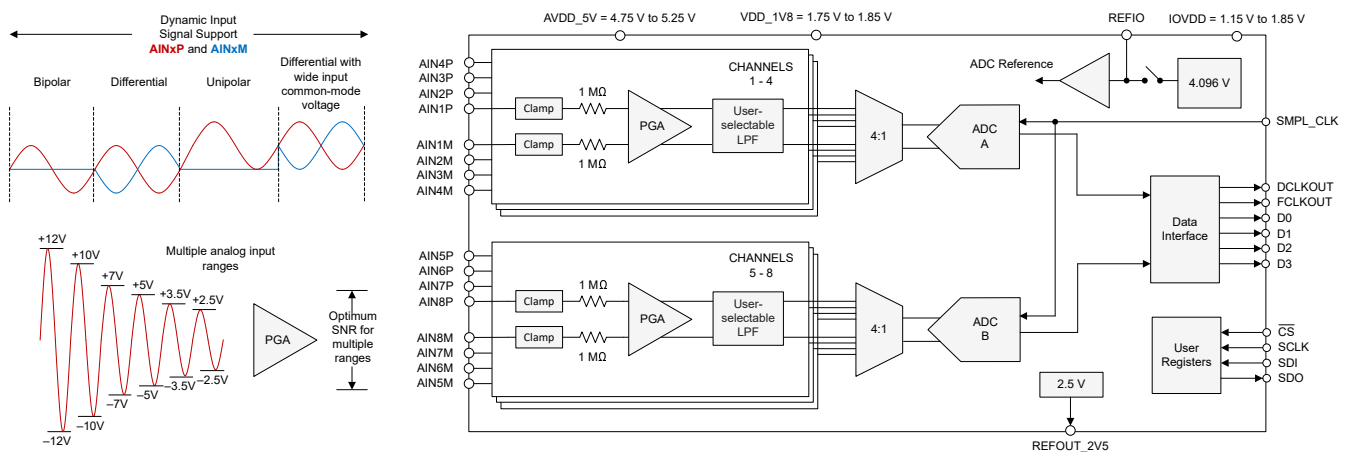 Dynamic Input
Signal Support
AINxP and AINxM
Bipolar
Differential
Unipolar
Differential with
wide input
common-mode
voltage
+12V
+10V
+7V
+5V
+3.5V
+2.5V
–12V
–10V
–7V
–5V
–3.5V
–2.5V
Multiple analog input
ranges
PGA
Optimum
SNR for
multiple
ranges
AVDD_5V = 4.75 V to 5.25 V
VDD_1V8 = 1.75 V to 1.85 V
REFIO
IOVDD = 1.15 V to 1.85 V
AIN4P
AIN3P
AIN2P
AIN1P
AIN1M
AIN2M
AIN3M
AIN4M
CHANNELS
1 - 4
Clamp
1 MΩ
Clamp
1 MΩ
PGA
User-
selectable
LPF
4:1
ADC
A
ADC Reference
4.096 V
SMPL_CLK
AIN5P
AIN6P
AIN7P
AIN8P
AIN8M
AIN7M
AIN6M
AIN5M
CHANNELS
5 - 8
Clamp
1 MΩ
Clamp
1 MΩ
PGA
User-
selectable
LPF
4:1
ADC
B
Data
Interface
DCLKOUT
FCLKOUT
D0
D1
D2
D3
User
Registers
CS
SCLK
SDI
SDO
2.5 V
REFOUT_2V5